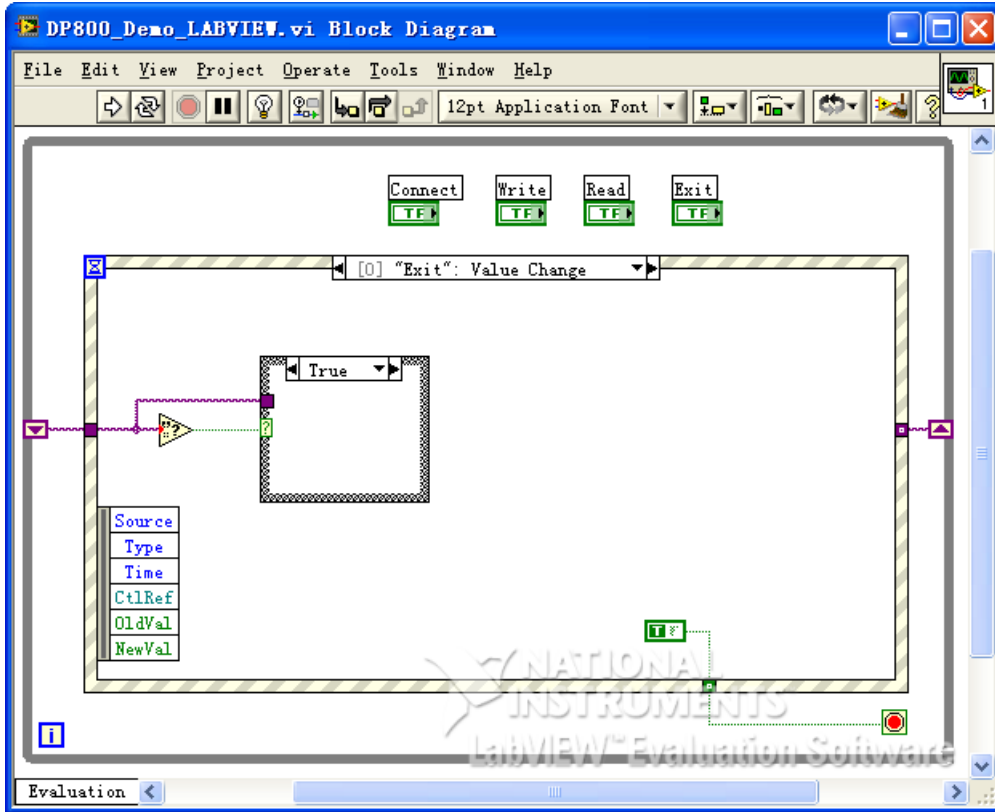 DP800_Demo_LABVIEW.vi Block Diagram
File Edit View Project Operate Tools Window Help
12pt Application Font
?
1
Connect Write Read Exit
TF TF TF TF
[0] "Exit": Value Change
True
?
?
Source
Type
Time
CtlRef
OldVal
NewVal
T
NATIONAL
INSTRUMENTS
LabVIEW™ Evaluation Software
i
Evaluation